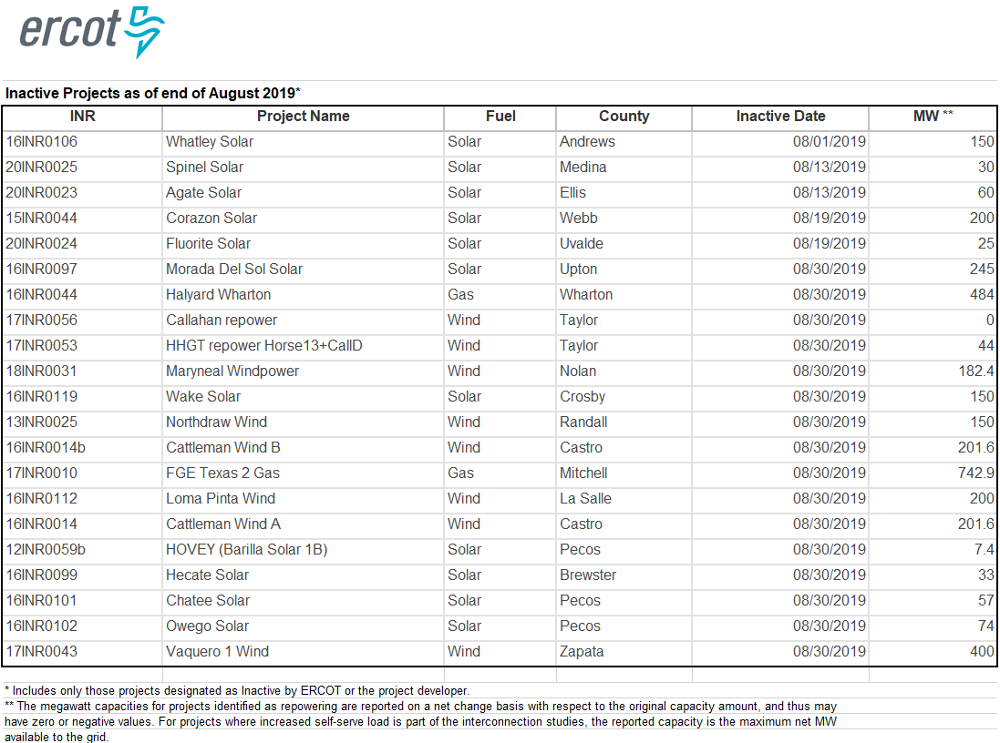 ercot
Inactive Projects as of end of August 2019*
INR Project Name Fuel County Inactive Date MW **
16INR0106 Whatley Solar Solar Andrews 08/01/2019 150
20INR0025 Spinel Solar Solar Medina 08/13/2019 30
20INR0023 Agate Solar Solar Ellis 08/13/2019 60
15INR0044 Corazon Solar Solar Webb 08/19/2019 200
20INR0024 Fluorite Solar Solar Uvalde 08/19/2019 25
16INR0097 Morada Del Sol Solar Solar Upton 08/30/2019 245
16INR0044 Halyard Wharton Gas Wharton 08/30/2019 484
17INR0056 Callahan repower Wind Taylor 08/30/2019 0
17INR0053 HHGT repower Horse13+CallD Wind Taylor 08/30/2019 44
18INR0031 Maryneal Windpower Wind Nolan 08/30/2019 182.4
16INR0119 Wake Solar Solar Crosby 08/30/2019 150
13INR0025 Northdraw Wind Wind Randall 08/30/2019 150
16INR0014b Cattleman Wind B Wind Castro 08/30/2019 201.6
17INR0010 FGE Texas 2 Gas Gas Mitchell 08/30/2019 742.9
16INR0112 Loma Pinta Wind Wind La Salle 08/30/2019 200
16INR0014 Cattleman Wind A Wind Castro 08/30/2019 201.6
12INR0059b HOVEY (Barilla Solar 1B) Solar Pecos 08/30/2019 7.4
16INR0099 Hecate Solar Solar Brewster 08/30/2019 33
16INR0101 Chatee Solar Solar Pecos 08/30/2019 57
16INR0102 Owego Solar Solar Pecos 08/30/2019 74
17INR0043 Vaquero 1 Wind Wind Zapata 08/30/2019 400
* Includes only those projects designated as Inactive by ERCOT or the project developer.
** The megawatt capacities for projects identified as repowering are reported on a net change basis with respect to the original capacity amount, and thus may
have zero or negative values. For projects where increased self-serve load is part of the interconnection studies, the reported capacity is the maximum net MW
available to the grid.